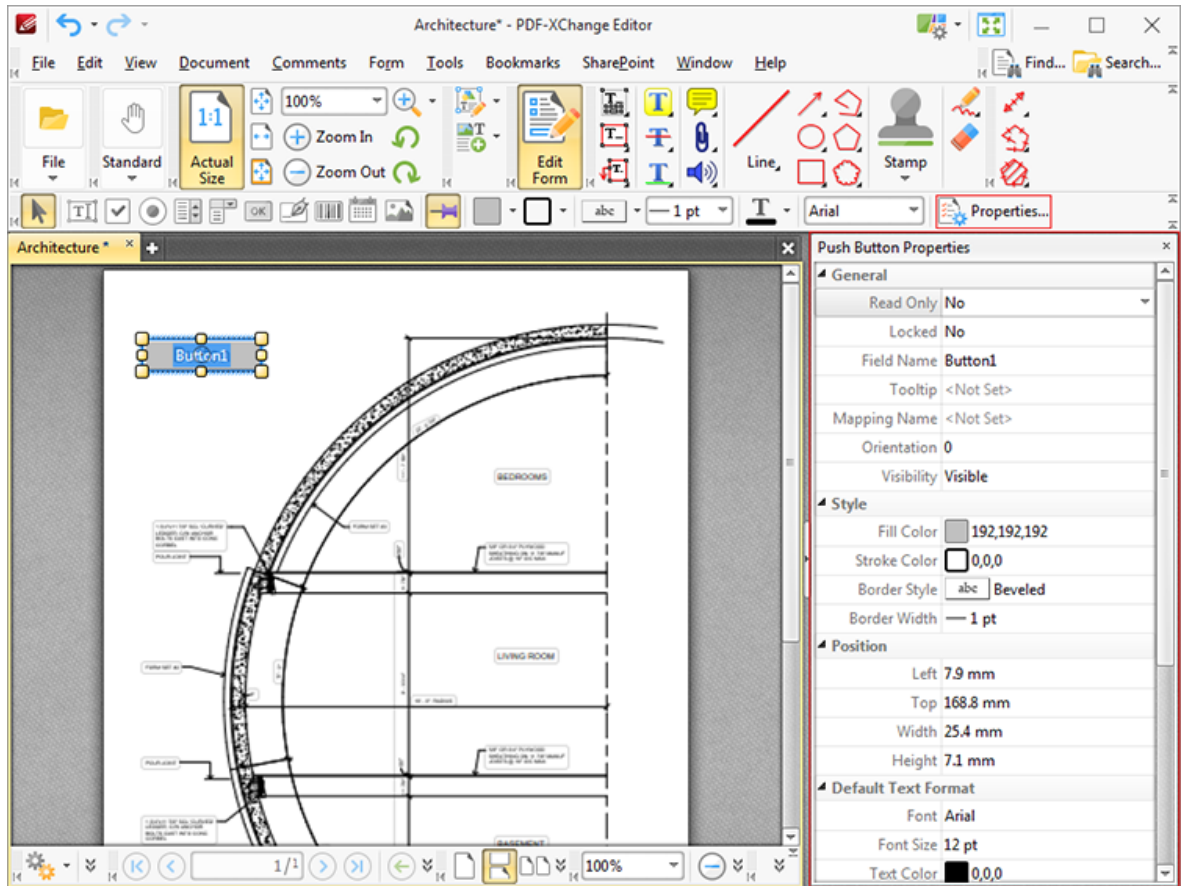 Architecture* - PDF-XChange Editor
File Edit View Document Comments Form Tools Bookmarks SharePoint Window Help Find... Search...
1:1 100% T
Zoom In
Zoom Out
File Standard Actual Size Edit Form Line Stamp
OK abc 1 pt T Arial Properties...
Architecture * ×
Push Button Properties
General
Read Only No
Locked No
Field Name Button1
Tooltip <Not Set>
Mapping Name <Not Set>
Orientation 0
Visibility Visible
Style
Fill Color 192,192,192
Stroke Color 0,0,0
Border Style abc Beveled
Border Width 1 pt
Position
Left 7.9 mm
Top 168.8 mm
Width 25.4 mm
Height 7.1 mm
Default Text Format
Font Arial
Font Size 12 pt
Text Color 0,0,0
Button1
BEDROOMS
LIVING ROOM
BASEMENT
1/1 100%